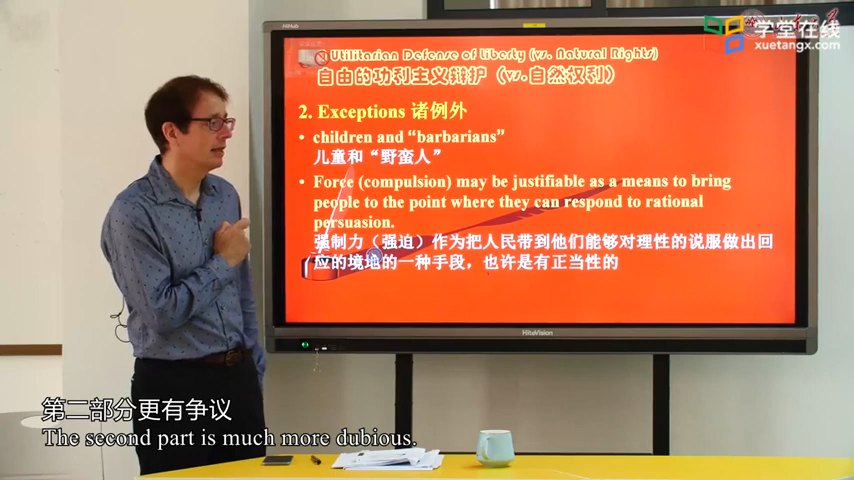 HiHub
学堂在线
xuetangx.com
Utilitarian Defense of Liberty (vs. Natural Rights)
自由的功利主义辩护（vs.自然权利）
2. Exceptions 诸例外
• children and “barbarians”
儿童和“野蛮人”
• Force (compulsion) may be justifiable as a means to bring
people to the point where they can respond to rational
persuasion.
强制力（强迫）作为把人民带到他们能够对理性的说服做出回
应的境地的一种手段，也许是有正当性的
HiteVision
第二部分更有争议
The second part is much more dubious.